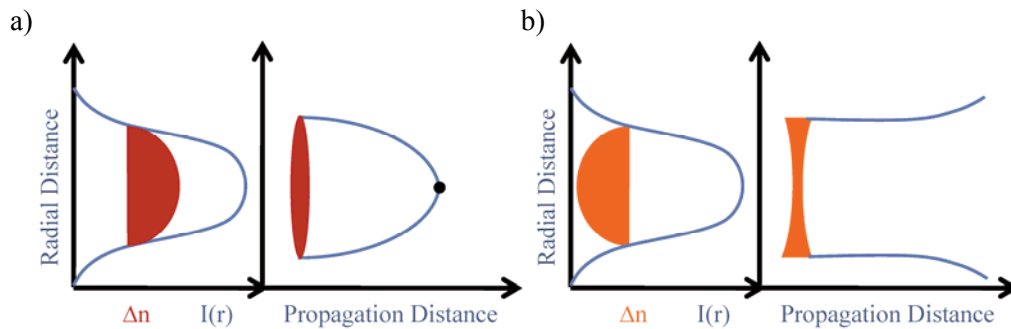 a)
Radial Distance
Δn
I(r)
Propagation Distance
b)
Radial Distance
Δn
I(r)
Propagation Distance